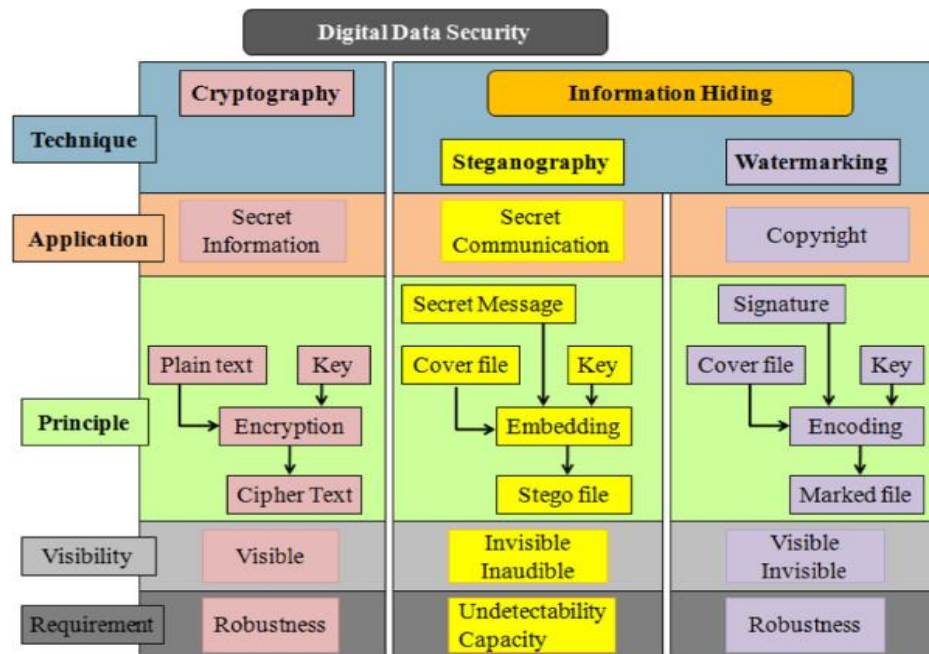 Digital Data Security
Cryptography
Information Hiding
Technique
Steganography
Watermarking
Application
Secret
Information
Secret
Communication
Copyright
Secret Message
Signature
Plain text
Key
Cover file
Key
Cover file
Key
Principle
Encryption
Embedding
Encoding
Cipher Text
Stego file
Marked file
Visibility
Visible
Invisible
Inaudible
Visible
Invisible
Requirement
Robustness
Undetectability
Capacity
Robustness